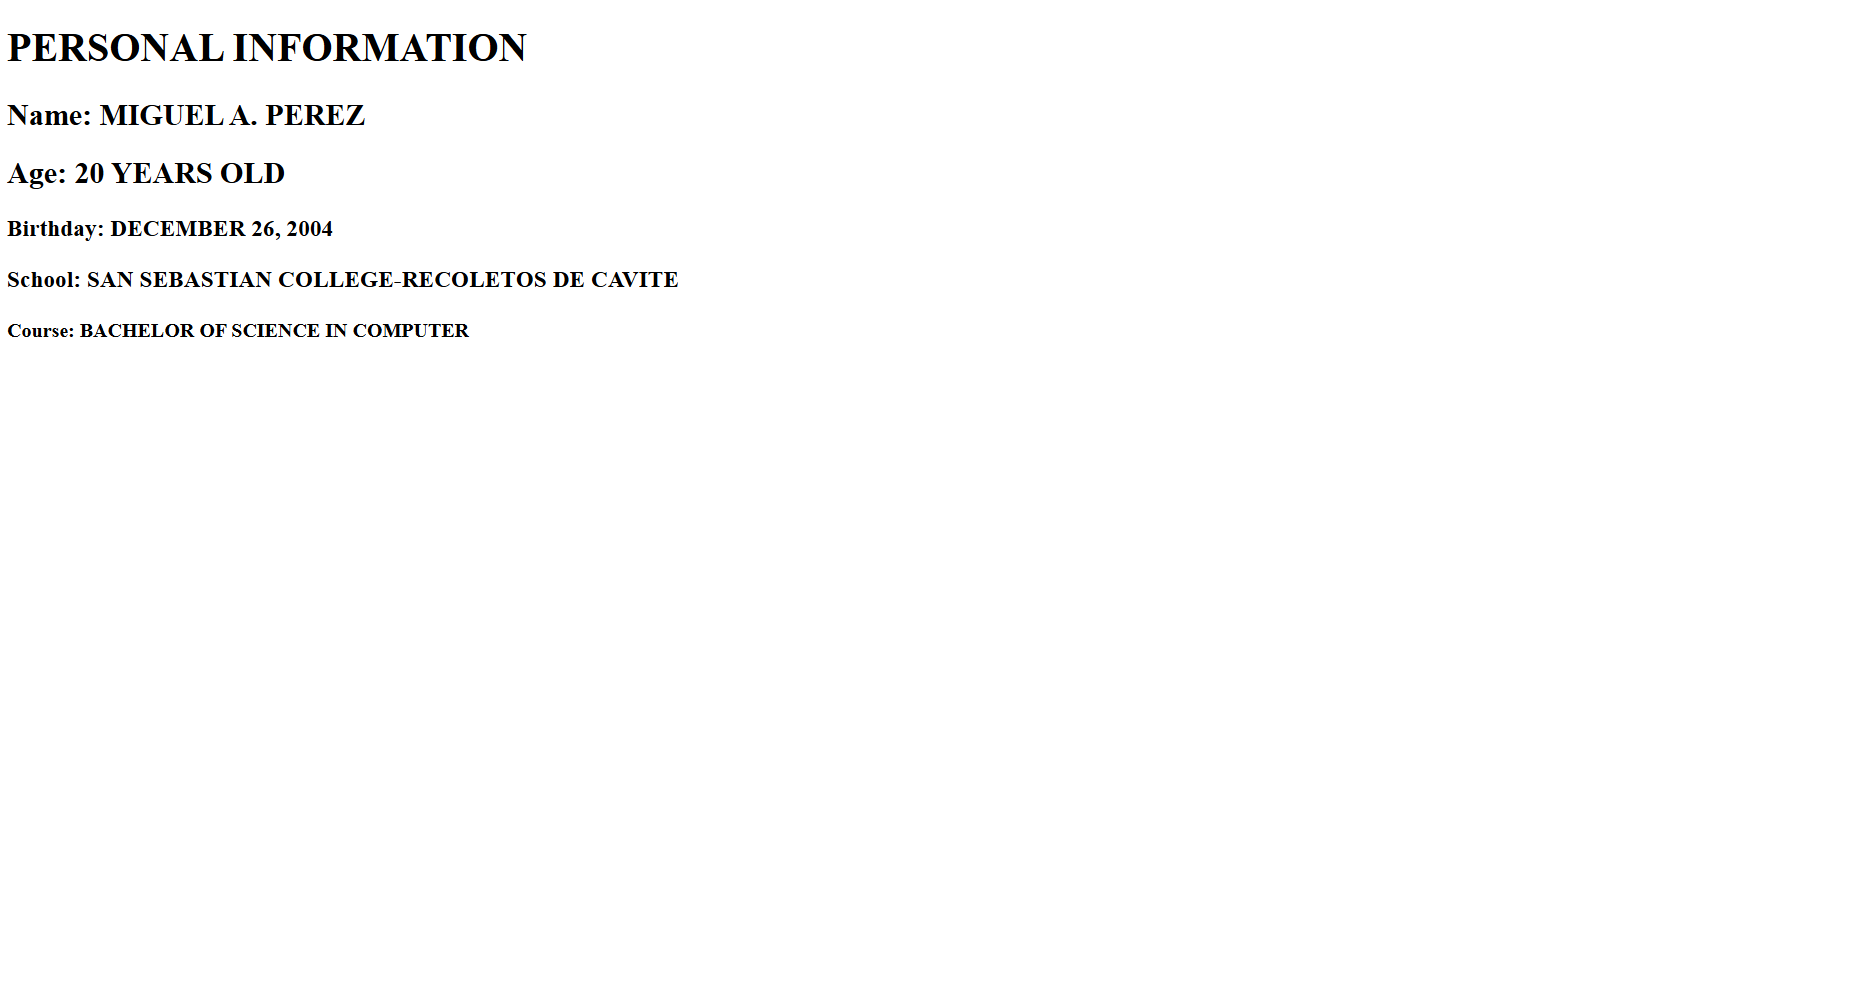 PERSONAL INFORMATION
Name: MIGUEL A. PEREZ
Age: 20 YEARS OLD
Birthday: DECEMBER 26, 2004
School: SAN SEBASTIAN COLLEGE-RECOLETOS DE CAVITE
Course: BACHELOR OF SCIENCE IN COMPUTER